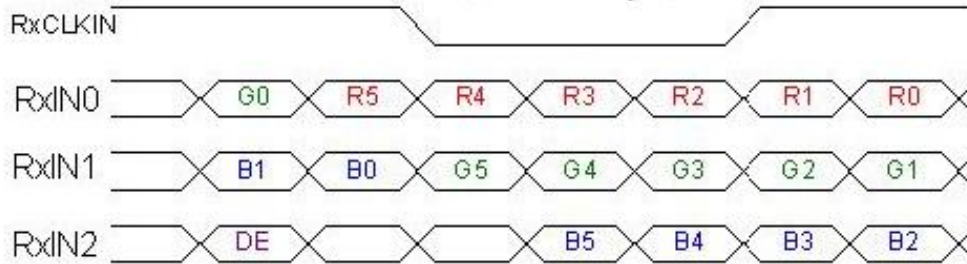 RxCLKIN
RxIN0 G0 R5 R4 R3 R2 R1 R0
RxIN1 B1 B0 G5 G4 G3 G2 G1
RxIN2 DE B5 B4 B3 B2